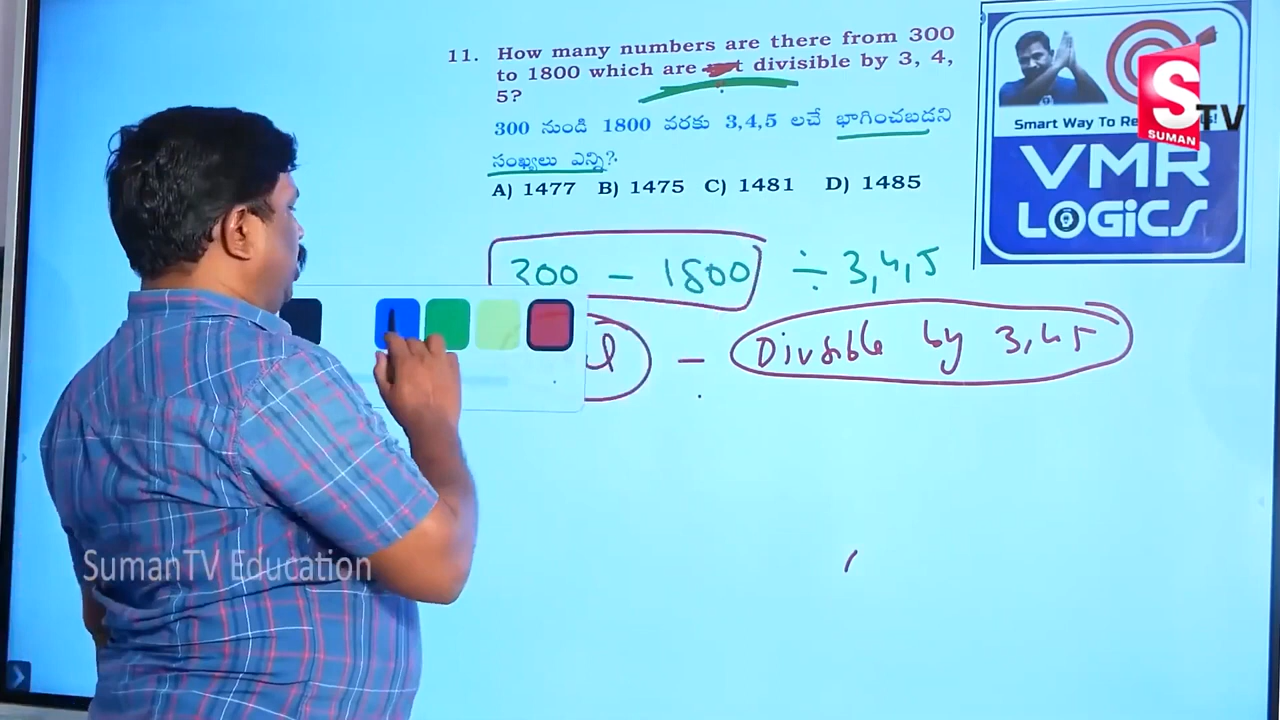 11. How many numbers are there from 300
to 1800 which are divisible by 3, 4,
5?
300 నుండి 1800 వరకు 3,4,5 లచే భాగించబడని
సంఖ్యలు ఎన్ని?
A) 1477 B) 1475 C) 1481 D) 1485
300 – 1800 ÷ 3,4,5
– Divisible by 3,4,5
Smart Way To
VMR
LOGiCS
S TV
SUMAN
SumanTV Education